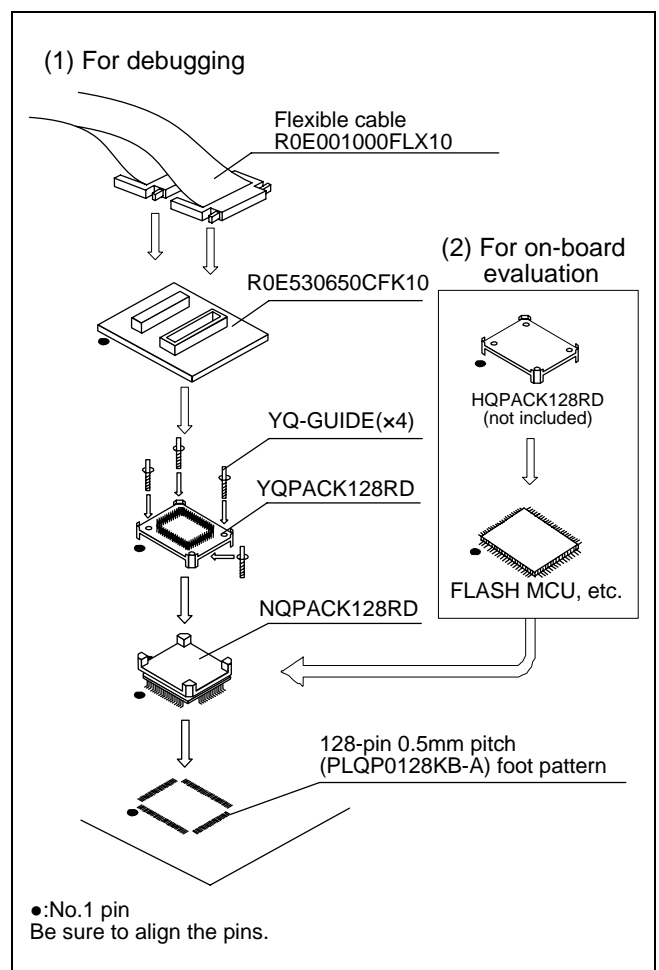 (1) For debugging
Flexible cable
R0E001000FLX10
R0E530650CFK10
YQ-GUIDE(×4)
YQPACK128RD
NQPACK128RD
128-pin 0.5mm pitch
(PLQP0128KB-A) foot pattern
(2) For on-board
evaluation
HQPACK128RD
(not included)
FLASH MCU, etc.
●:No.1 pin
Be sure to align the pins.